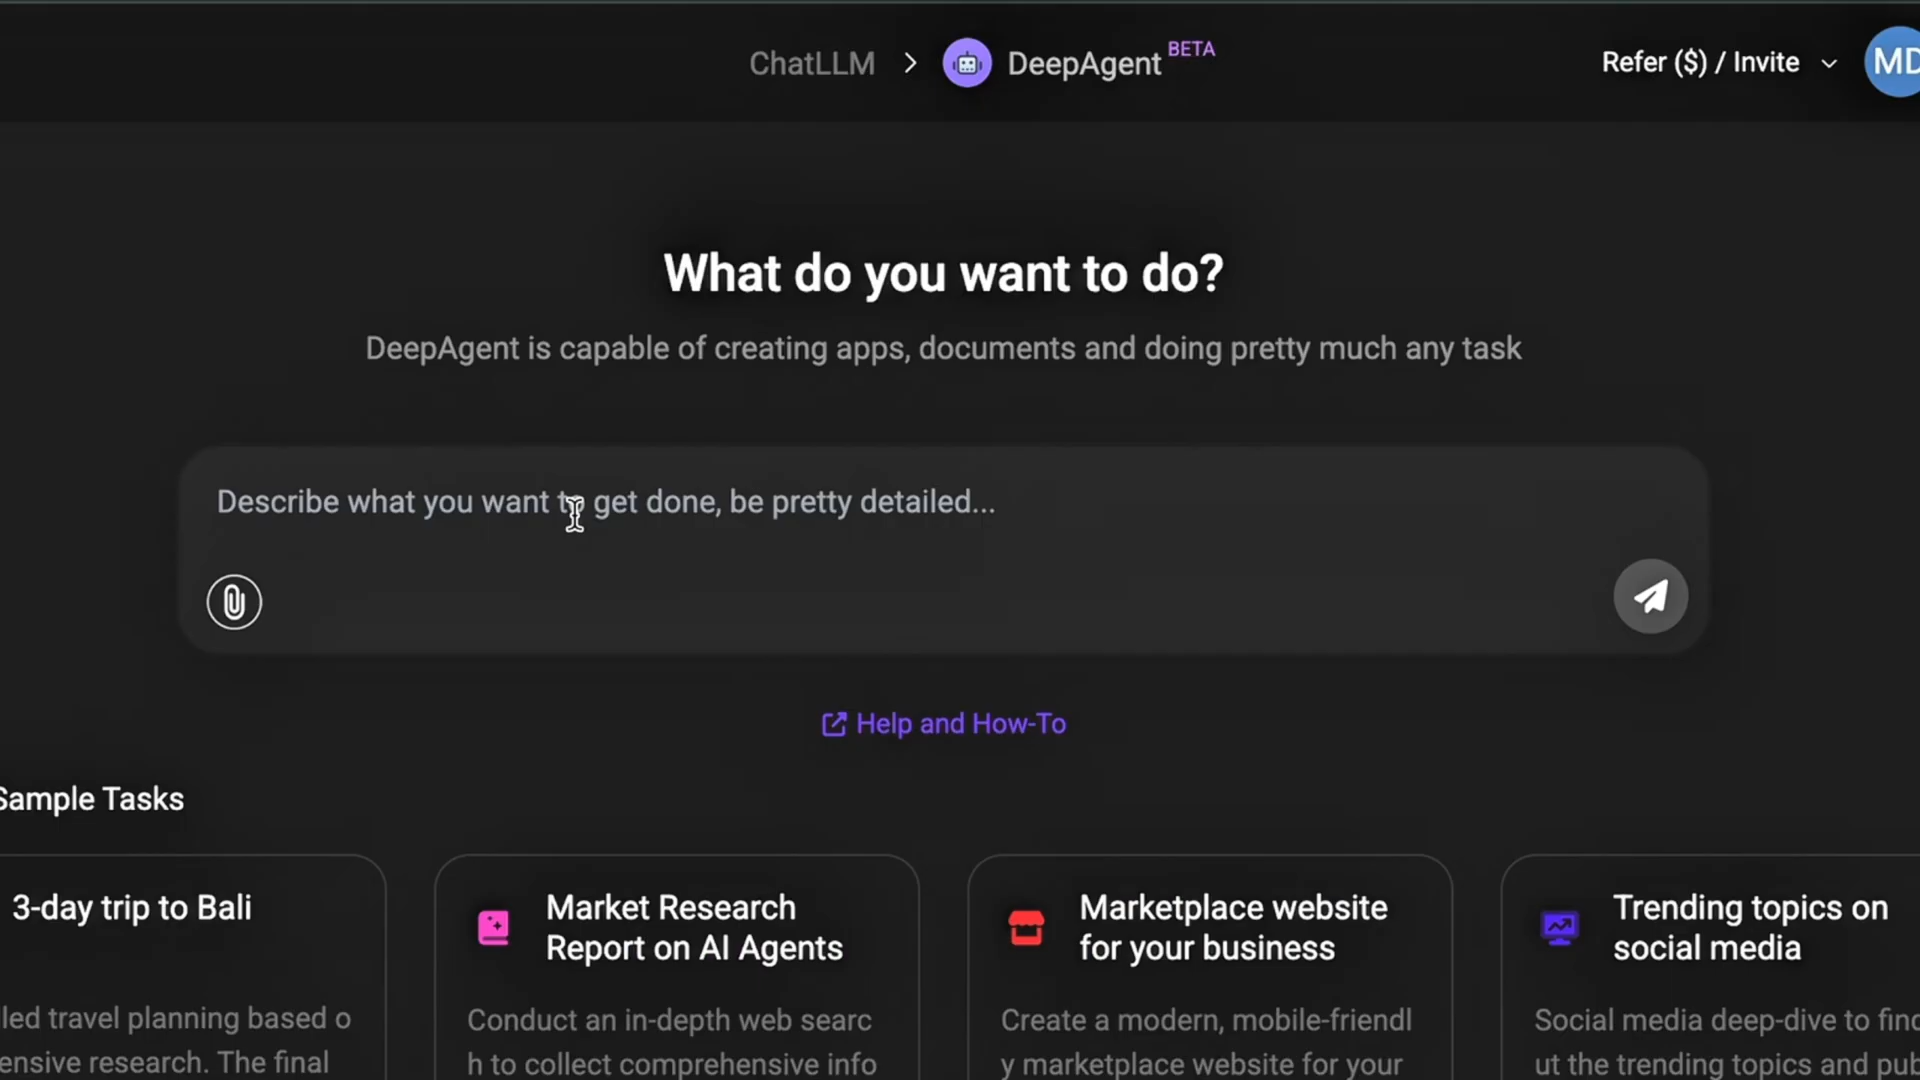 ChatLLM > DeepAgent BETA
Refer ($) / Invite
MD
What do you want to do?
DeepAgent is capable of creating apps, documents and doing pretty much any task
Describe what you want to get done, be pretty detailed...
Help and How-To
Sample Tasks
3-day trip to Bali
led travel planning based o
ensive research. The final
Market Research
Report on AI Agents
Conduct an in-depth web searc
h to collect comprehensive info
Marketplace website
for your business
Create a modern, mobile-friendl
y marketplace website for your
Trending topics on
social media
Social media deep-dive to find
ut the trending topics and pub